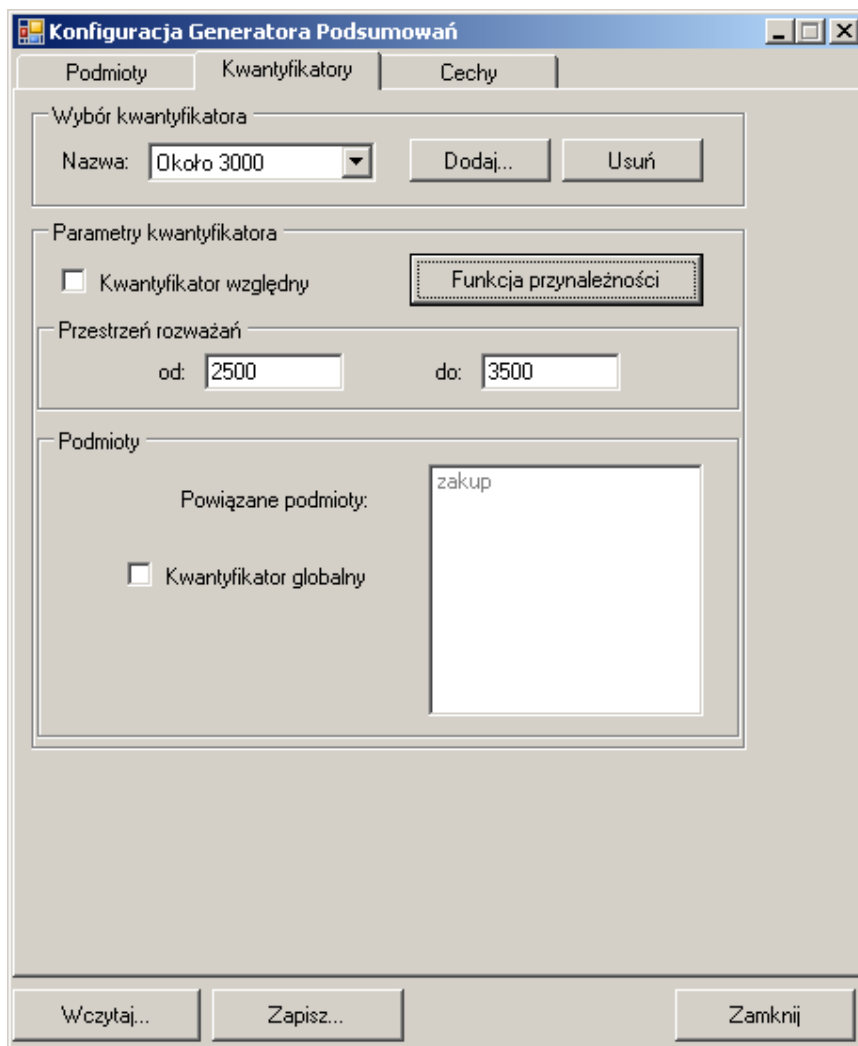 Konfiguracja Generatora Podsumowań
Podmioty Kwantyfikatory Cechy
Wybór kwantyfikatora
Nazwa: Około 3000 Dodaj... Usuń
Parametry kwantyfikatora
Kwantyfikator względny Funkcja przynależności
Przestrzeń rozważań
od: 2500 do: 3500
Podmioty
zakup
Powiązane podmioty:
Kwantyfikator globalny
Wczytaj... Zapisz... Zamknij